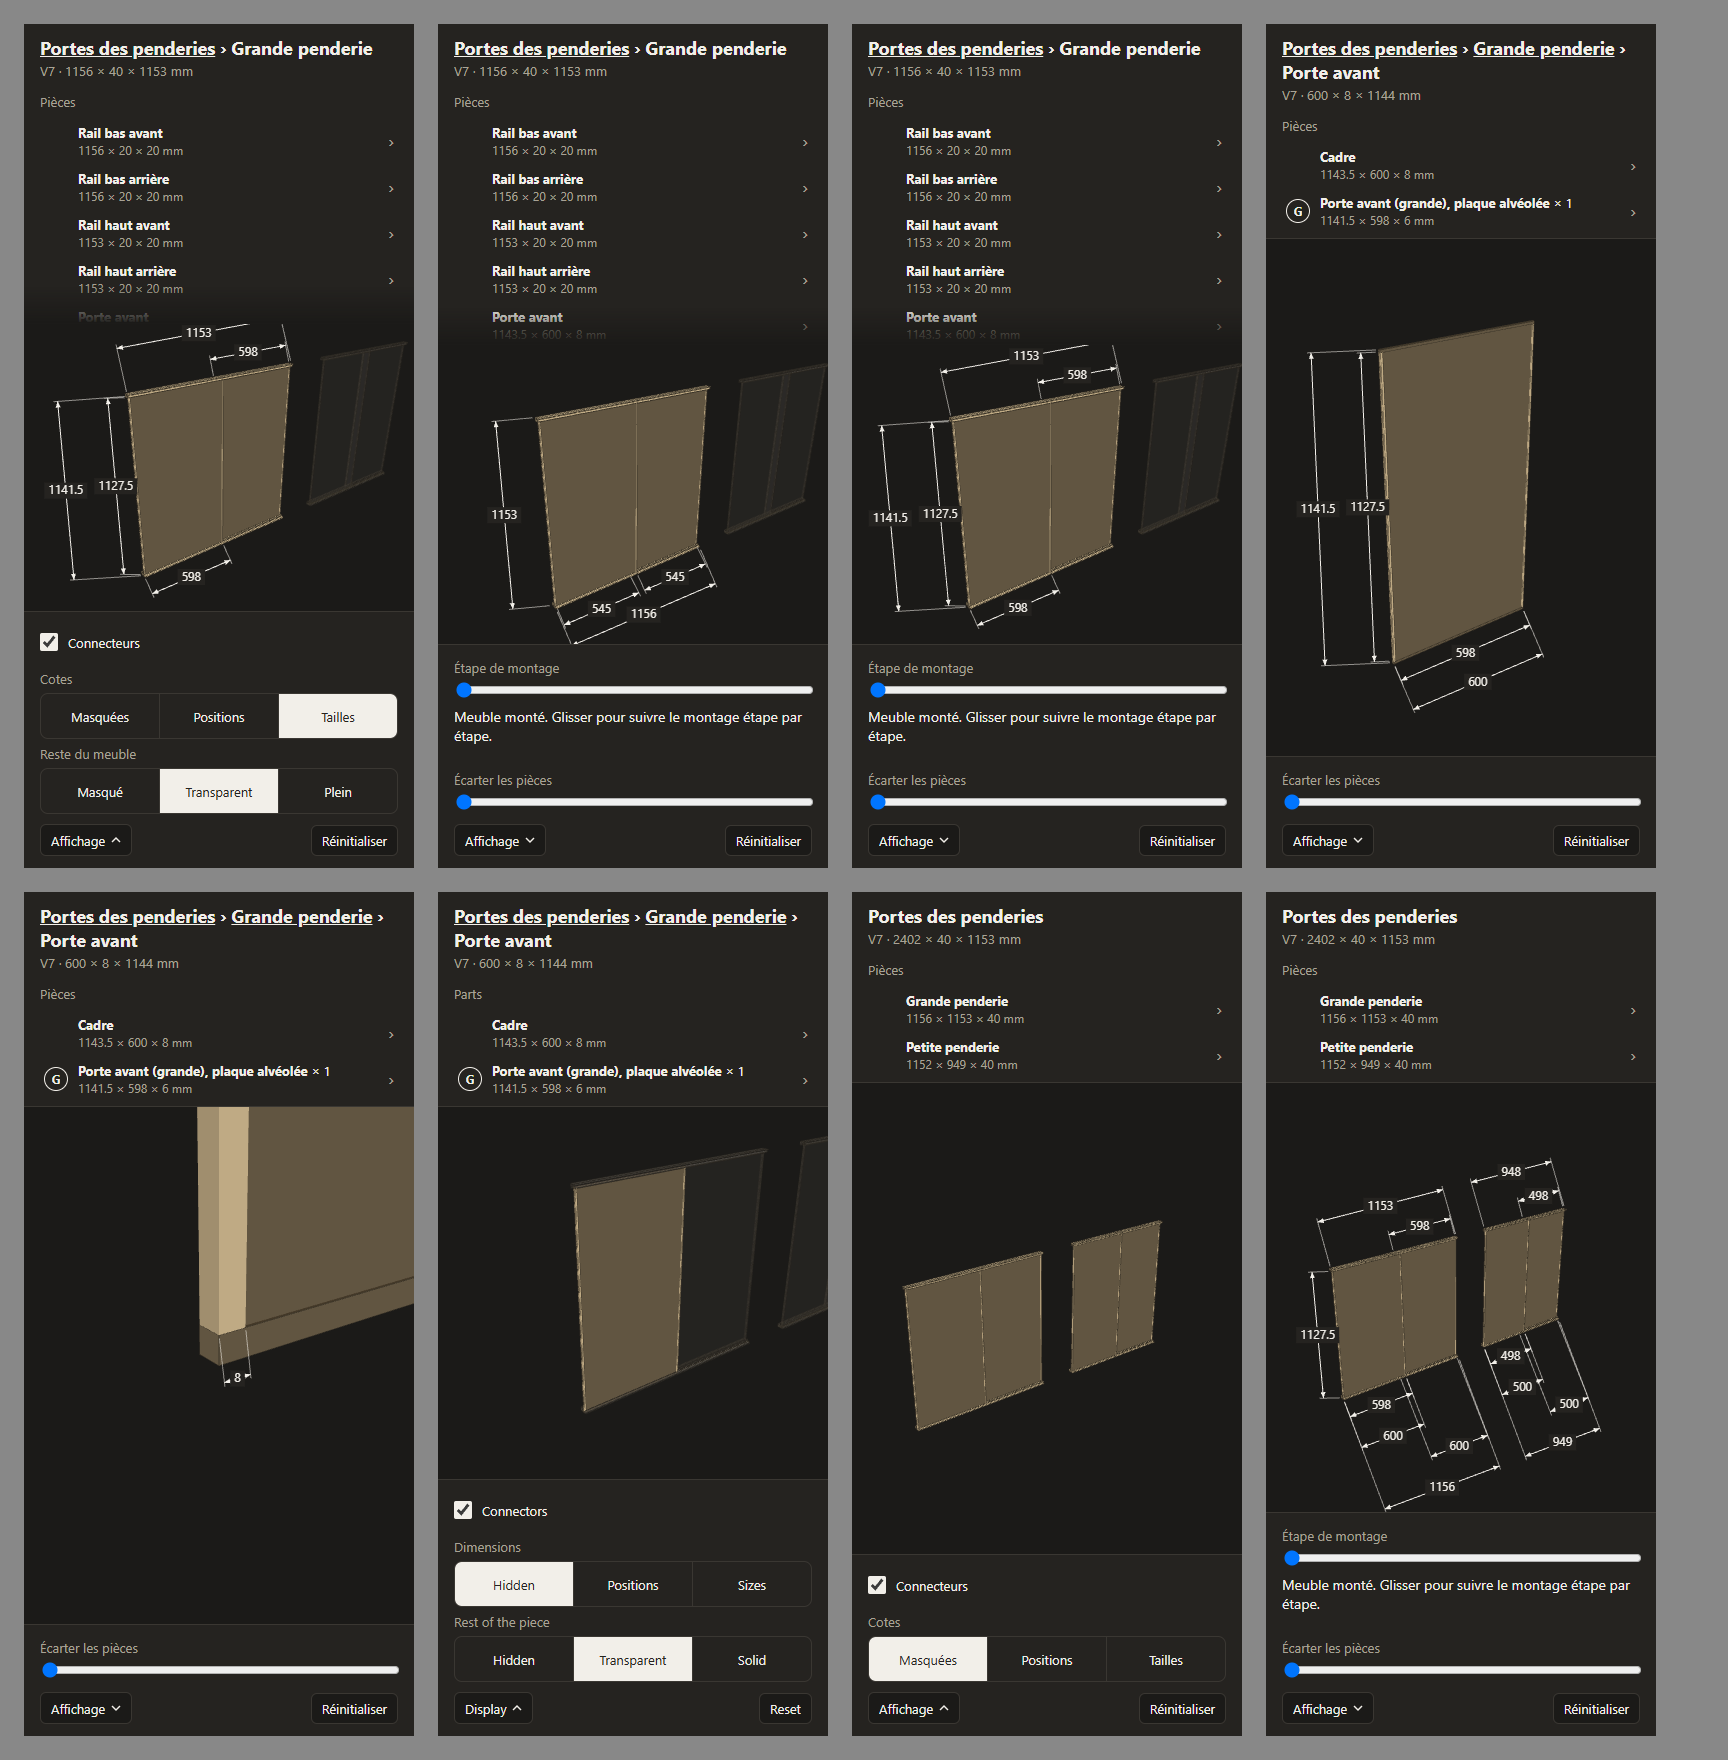 Portes des penderies › Grande penderie
V7 · 1156 × 40 × 1153 mm
Pièces
Rail bas avant
1156 × 20 × 20 mm
›
Rail bas arrière
1156 × 20 × 20 mm
›
Rail haut avant
1153 × 20 × 20 mm
›
Rail haut arrière
1153 × 20 × 20 mm
›
Porte avant
1153
598
1141.5
1127.5
598
Connecteurs
Cotes
Masquées Positions Tailles
Reste du meuble
Masqué Transparent Plein
Affichage Réinitialiser
Portes des penderies › Grande penderie
V7 · 1156 × 40 × 1153 mm
Pièces
Rail bas avant
1156 × 20 × 20 mm
›
Rail bas arrière
1156 × 20 × 20 mm
›
Rail haut avant
1153 × 20 × 20 mm
›
Rail haut arrière
1153 × 20 × 20 mm
›
Porte avant
1143.5 × 600 × 8 mm
›
1153
545
545
1156
Étape de montage
Meuble monté. Glisser pour suivre le montage étape par
étape.
Écarter les pièces
Affichage Réinitialiser
Portes des penderies › Grande penderie
V7 · 1156 × 40 × 1153 mm
Pièces
Rail bas avant
1156 × 20 × 20 mm
›
Rail bas arrière
1156 × 20 × 20 mm
›
Rail haut avant
1153 × 20 × 20 mm
›
Rail haut arrière
1153 × 20 × 20 mm
›
Porte avant
1143.5 × 600 × 8 mm
›
1153
598
1141.5
1127.5
598
Étape de montage
Meuble monté. Glisser pour suivre le montage étape par
étape.
Écarter les pièces
Affichage Réinitialiser
Portes des penderies › Grande penderie ›
Porte avant
V7 · 600 × 8 × 1144 mm
Pièces
Cadre
1143.5 × 600 × 8 mm
›
G Porte avant (grande), plaque alvéolée × 1
1141.5 × 598 × 6 mm
›
1141.5
1127.5
598
600
Écarter les pièces
Affichage Réinitialiser
Portes des penderies › Grande penderie ›
Porte avant
V7 · 600 × 8 × 1144 mm
Pièces
Cadre
1143.5 × 600 × 8 mm
›
G Porte avant (grande), plaque alvéolée × 1
1141.5 × 598 × 6 mm
›
8
Écarter les pièces
Affichage Réinitialiser
Portes des penderies › Grande penderie ›
Porte avant
V7 · 600 × 8 × 1144 mm
Parts
Cadre
1143.5 × 600 × 8 mm
›
G Porte avant (grande), plaque alvéolée × 1
1141.5 × 598 × 6 mm
›
Connectors
Dimensions
Hidden Positions Sizes
Rest of the piece
Hidden Transparent Solid
Display Reset
Portes des penderies
V7 · 2402 × 40 × 1153 mm
Pièces
Grande penderie
1156 × 1153 × 40 mm
›
Petite penderie
1152 × 949 × 40 mm
›
Connecteurs
Cotes
Masquées Positions Tailles
Affichage Réinitialiser
Portes des penderies
V7 · 2402 × 40 × 1153 mm
Pièces
Grande penderie
1156 × 1153 × 40 mm
›
Petite penderie
1152 × 949 × 40 mm
›
948
498
1153
598
1127.5
498
500
500
598
600
600
949
1156
Étape de montage
Meuble monté. Glisser pour suivre le montage étape par
étape.
Écarter les pièces
Affichage Réinitialiser